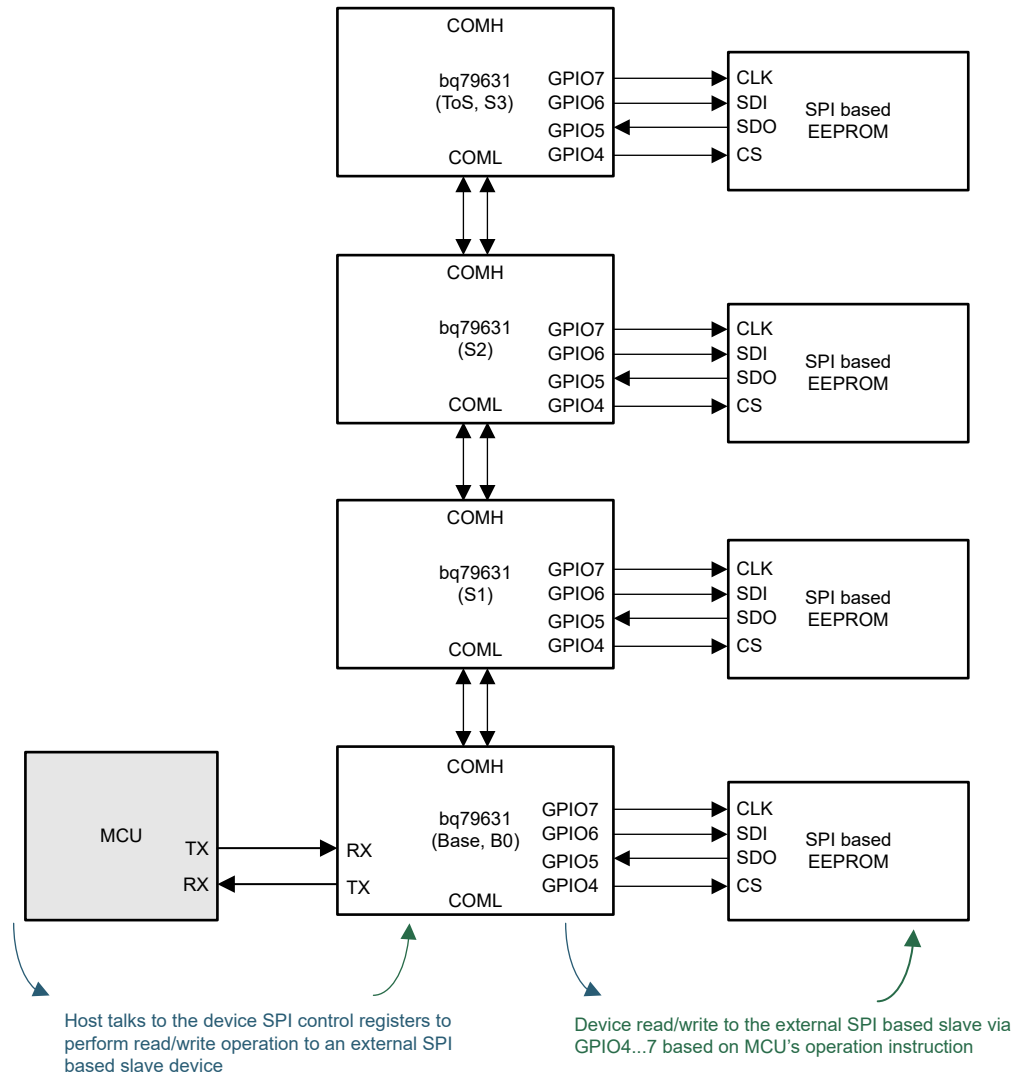 COMH
bq79631
(ToS, S3)
COML
GPIO7
GPIO6
GPIO5
GPIO4
CLK
SDI
SDO
CS
SPI based
EEPROM
COMH
bq79631
(S2)
COML
GPIO7
GPIO6
GPIO5
GPIO4
CLK
SDI
SDO
CS
SPI based
EEPROM
COMH
bq79631
(S1)
COML
GPIO7
GPIO6
GPIO5
GPIO4
CLK
SDI
SDO
CS
SPI based
EEPROM
MCU
TX
RX
COMH
bq79631
(Base, B0)
RX
TX
COML
GPIO7
GPIO6
GPIO5
GPIO4
CLK
SDI
SDO
CS
SPI based
EEPROM
Host talks to the device SPI control registers to
perform read/write operation to an external SPI
based slave device
Device read/write to the external SPI based slave via
GPIO4...7 based on MCU's operation instruction